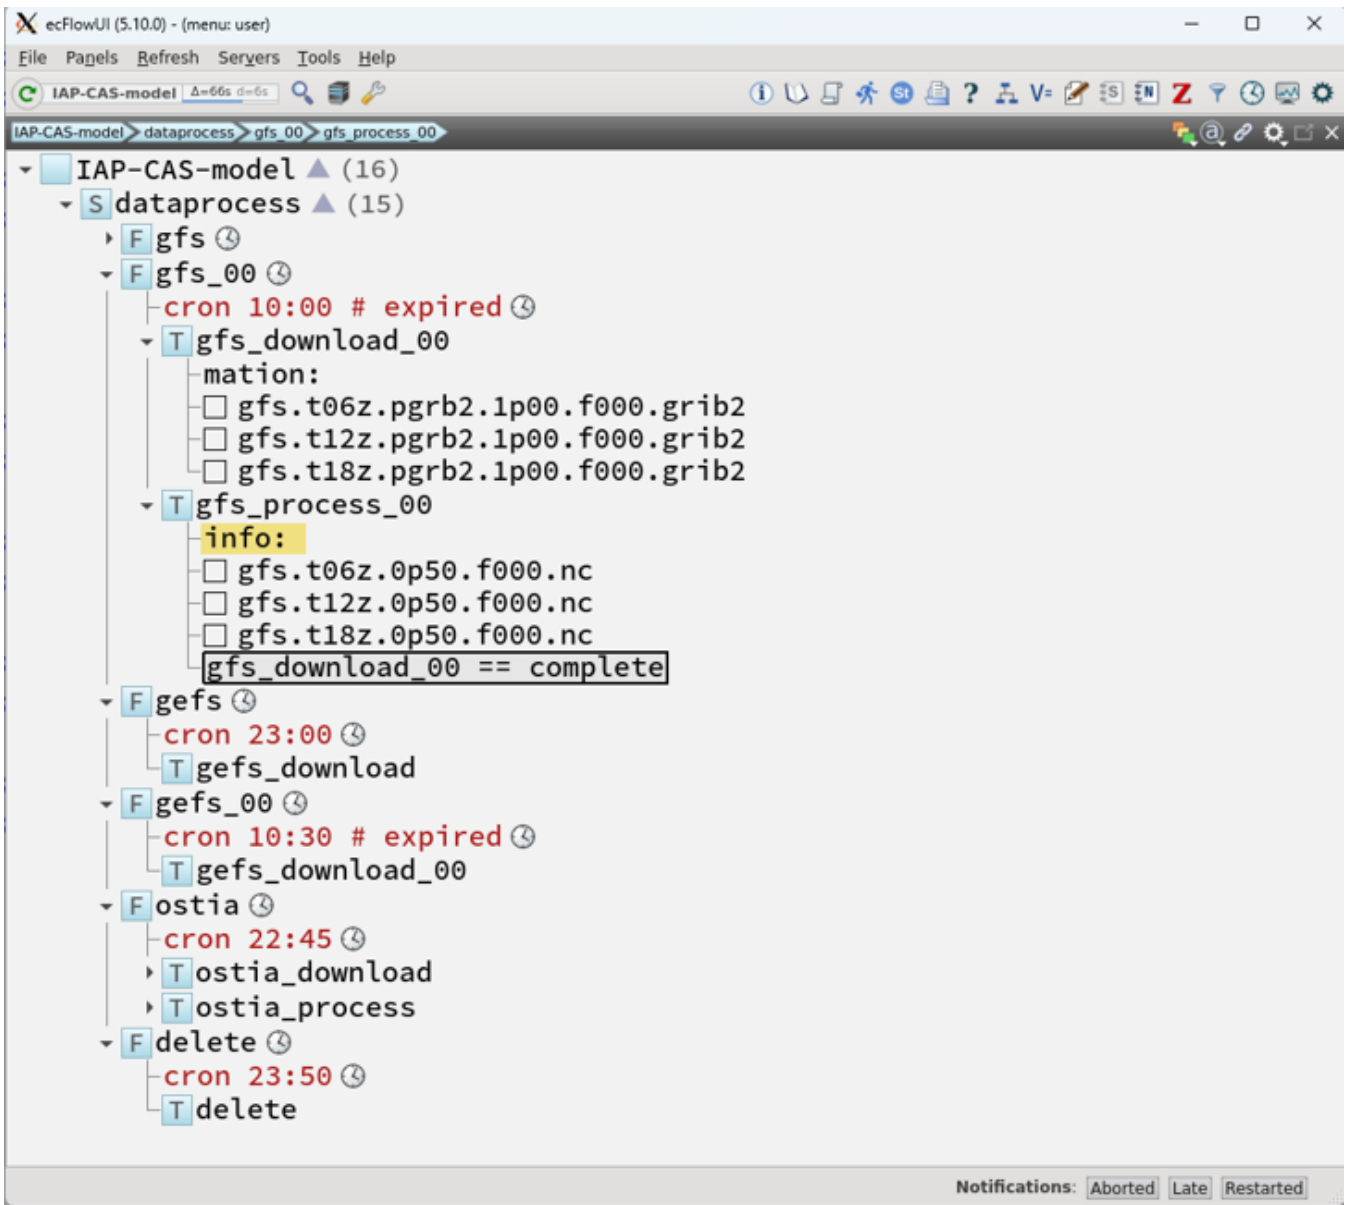 ecFlowUI (5.10.0) - (menu: user)
File Panels Refresh Servers Tools Help
IAP-CAS-model Δ=66s d=6s St ? V= S N Z
IAP-CAS-model dataprocess gfs_00 gfs_process_00 a
IAP-CAS-model (16)
S dataprocess (15)
F gfs
F gfs_00
cron 10:00 # expired
T gfs_download_00
mation:
gfs.t06z.pgrb2.1p00.f000.grib2
gfs.t12z.pgrb2.1p00.f000.grib2
gfs.t18z.pgrb2.1p00.f000.grib2
T gfs_process_00
info:
gfs.t06z.0p50.f000.nc
gfs.t12z.0p50.f000.nc
gfs.t18z.0p50.f000.nc
gfs_download_00 == complete
F gefs
cron 23:00
T gefs_download
F gefs_00
cron 10:30 # expired
T gefs_download_00
F ostia
cron 22:45
T ostia_download
T ostia_process
F delete
cron 23:50
T delete
Notifications: Aborted Late Restarted